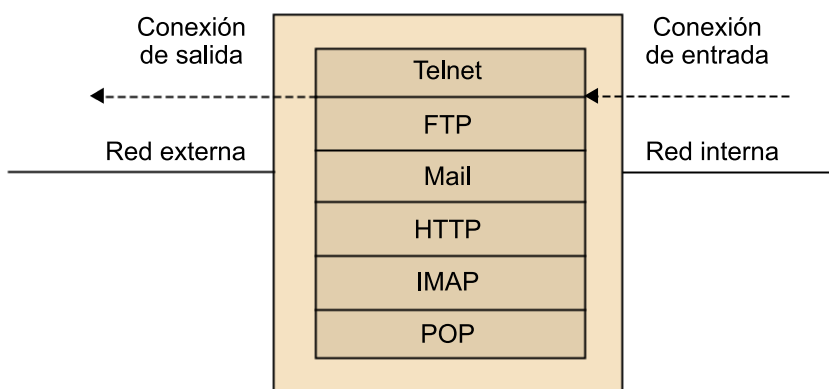 Conexión
de salida
Conexión
de entrada
Telnet
FTP
Red externa
Mail
Red interna
HTTP
IMAP
POP